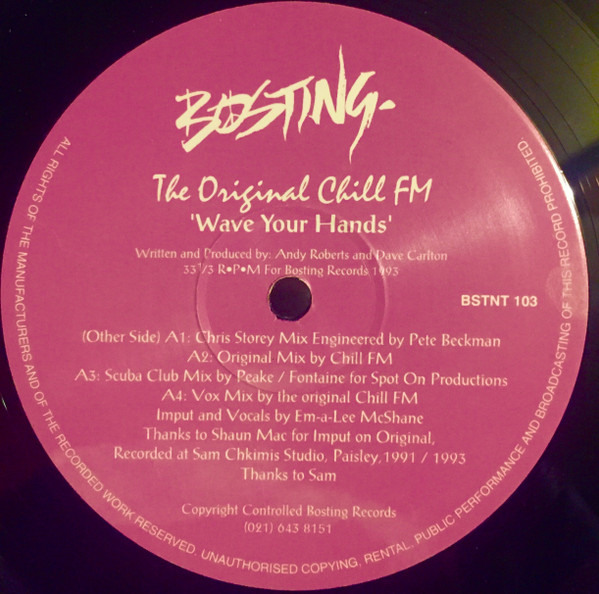 BOSTING-
The Original Chill FM
'Wave Your Hands'
Written and Produced by: Andy Roberts and Dave Carlton
33 1/3 R•P•M For Bosting Records 1993
BSTNT 103
(Other Side) A1: Chris Storey Mix Engineered by Pete Beckman
A2: Original Mix by Chill FM
A3: Scuba Club Mix by Peake / Fontaine for Spot On Productions
A4: Vox Mix by the original Chill FM
Imput and Vocals by Em-a-Lee McShane
Thanks to Shaun Mac for Imput on Original,
Recorded at Sam Chkimis Studio, Paisley,1991 / 1993
Thanks to Sam
Copyright Controlled Bosting Records
(021) 643 8151
ALL RIGHTS OF THE MANUFACTURERS AND OF THE RECORDED WORK RESERVED. UNAUTHORISED COPYING, RENTAL, PUBLIC PERFORMANCE AND BROADCASTING OF THIS RECORD PROHIBITED.